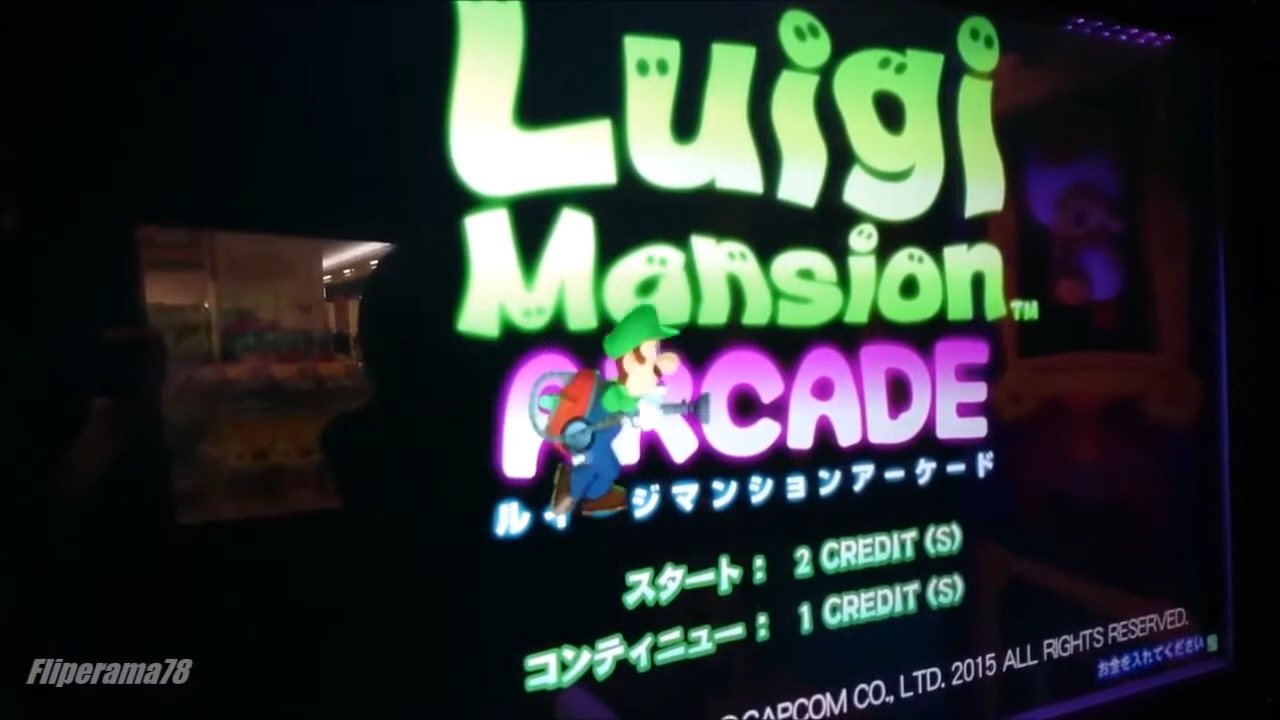 Luigi
Mansion TM
ARCADE
ルイージマンションアーケード
スタート： 2 CREDIT(S)
コンティニュー： 1 CREDIT(S)
©CAPCOM CO., LTD. 2015 ALL RIGHTS RESERVED.
お金を入れてください
Fliperama78